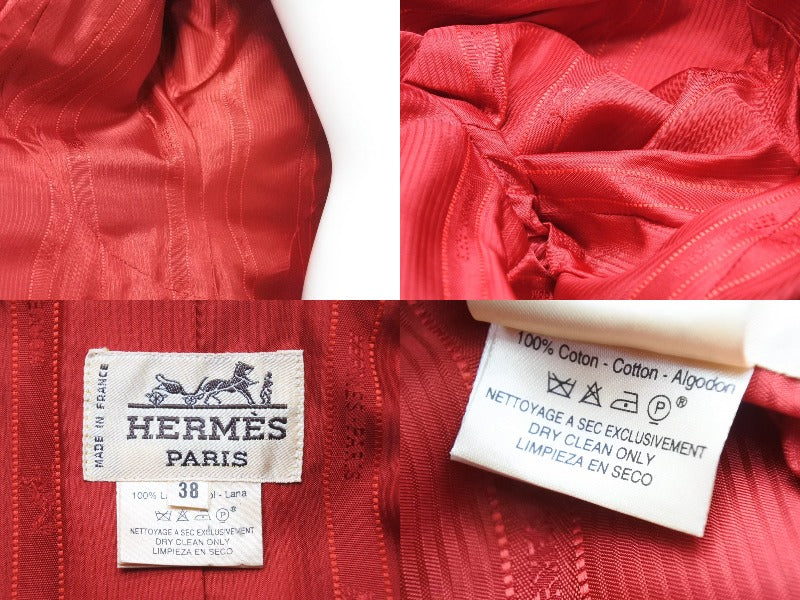 MADE IN FRANCE
HERMÈS
PARIS
38
100% L ol - Lana
P®
NETTOYAGE A SEC EXCLUSIVEMENT
DRY CLEAN ONLY
LIMPIEZA EN SECO
100% Coton - Cotton - Algodon
P®
NETTOYAGE A SEC EXCLUSIVEMENT
DRY CLEAN ONLY
LIMPIEZA EN SECO